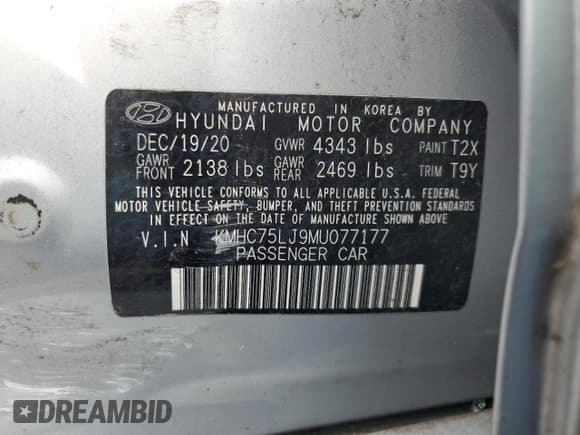 MANUFACTURED IN KOREA BY
HYUNDAI MOTOR COMPANY
DEC/19/20 GVWR 4343 lbs PAINT T2X
GAWR FRONT 2138 lbs GAWR REAR 2469 lbs TRIM T9Y
THIS VEHICLE CONFORMS TO ALL APPLICABLE U.S.A. FEDERAL
MOTOR VEHICLE SAFETY, BUMPER, AND THEFT PREVENTION STANDARDS
IN EFFECT ON THE DATE OF MANUFACTURE SHOWN ABOVE.
V.I.N KMHC75LJ9MU077177
PASSENGER CAR
DREAMBID